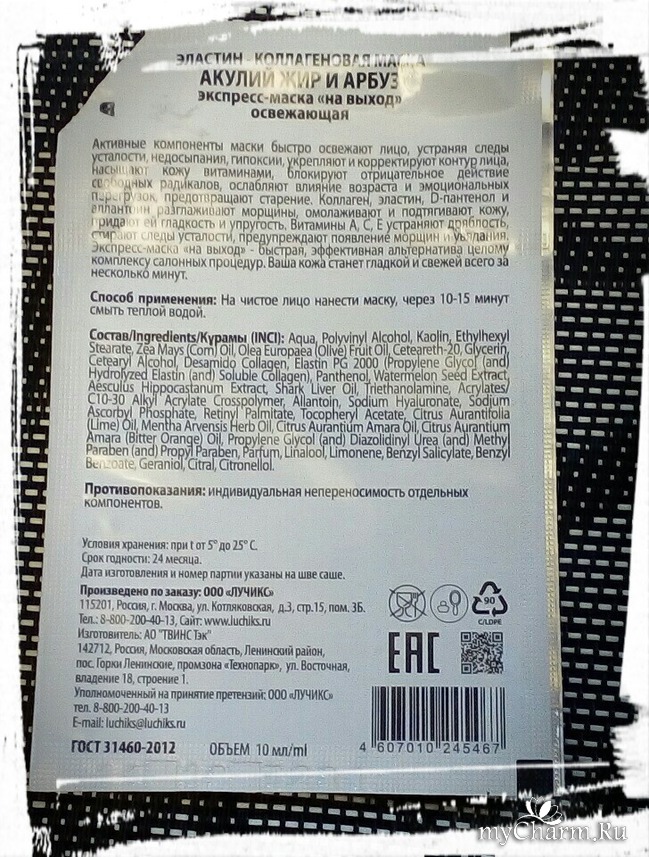 ЭЛАСТИН - КОЛЛАГЕНОВАЯ МАСКА
АКУЛИЙ ЖИР И АРБУЗ
экспресс-маска «на выход»
освежающая
Активные компоненты маски быстро освежают лицо, устраняя следы
усталости, недосыпания, гипоксии, укрепляют и корректируют контур лица,
насыщают кожу витаминами, блокируют отрицательное действие
свободных радикалов, ослабляют влияние возраста и эмоциональных
перегрузок, предотвращают старение. Коллаген, эластин, D-пантенол и
аллантоин разглаживают морщины, омолаживают и подтягивают кожу,
придают ей гладкость и упругость. Витамины А, С, Е устраняют дряблость,
стирают следы усталости, предупреждают появление морщин и увядания.
Экспресс-маска «на выход» - быстрая, эффективная альтернатива целому
комплексу салонных процедур. Ваша кожа станет гладкой и свежей всего за
несколько минут.
Способ применения: На чистое лицо нанести маску, через 10-15 минут
смыть теплой водой.
Состав/Ingredients/Курамы (INCI): Aqua, Polyvinyl Alcohol, Kaolin, Ethylhexyl
Stearate, Zea Mays (Corn) Oil, Olea Europaea (Olive) Fruit Oil, Ceteareth-20, Glycerin,
Cetearyl Alcohol, Desamido Collagen, Elastin PG 2000 (Propylene Glycol (and)
Hydrolyzed Elastin (and) Soluble Collagen), Panthenol, Watermelon Seed Extract,
Aesculus Hippocastanum Extract, Shark Liver Oil, Triethanolamine, Acrylates/
C10-30 Alkyl Acrylate Crosspolymer, Allantoin, Sodium Hyaluronate, Sodium
Ascorbyl Phosphate, Retinyl Palmitate, Tocopheryl Acetate, Citrus Aurantifolia
(Lime) Oil, Mentha Arvensis Herb Oil, Citrus Aurantium Amara Oil, Citrus Aurantium
Amara (Bitter Orange) Oil, Propylene Glycol (and) Diazolidinyl Urea (and) Methy
Paraben (and) Propyl Paraben, Parfum, Linalool, Limonene, Benzyl Salicylate, Benzyl
Benzoate, Geraniol, Citral, Citronellol.
Противопоказания: индивидуальная непереносимость отдельных
компонентов.
Условия хранения: при t от 5° до 25° С.
Срок годности: 24 месяца.
Дата изготовления и номер партии указаны на шве саше.
Произведено по заказу: ООО «ЛУЧИКС»
115201, Россия, г. Москва, ул. Котляковская, д.3, стр.15, пом. 3Б.
Тел.: 8-800-200-40-13, Сайт: www.luchiks.ru
Изготовитель: АО "ТВИНС Тэк"
142712, Россия, Московская область, Ленинский район,
пос. Горки Ленинские, промзона «Технопарк», ул. Восточная,
владение 18, строение 1.
Уполномоченный на принятие претензий: ООО «ЛУЧИКС»
тел. 8-800-200-40-13
E-mail: luchiks@luchiks.ru
ГОСТ 31460-2012 ОБЪЕМ 10 мл/ml
90
C/LDPE
EAC
4 607010 245467
myCharm.Ru